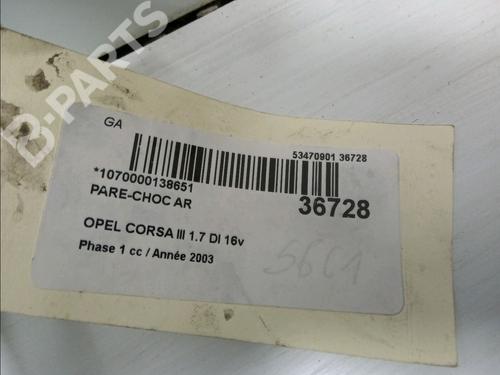 B-PARTS
GA
53470901 36728
*1070000138651
PARE-CHOC AR
36728
OPEL CORSA III 1.7 DI 16v
Phase 1 cc / Année 2003